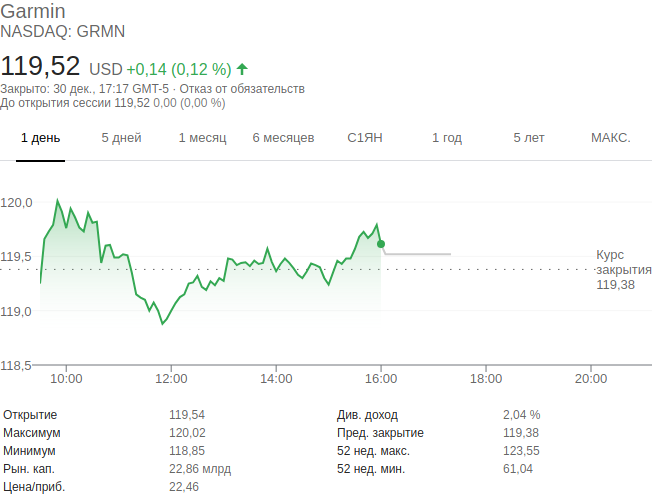 Garmin
NASDAQ: GRMN
119,52 USD +0,14 (0,12 %)
Закрыто: 30 дек., 17:17 GMT-5 · Отказ от обязательств
До открытия сессии 119,52 0,00 (0,00 %)
1 день 5 дней 1 месяц 6 месяцев С1ЯН 1 год 5 лет МАКС.
120,0
119,5
Курс
закрытия
119,38
119,0
118,5
10:00 12:00 14:00 16:00 18:00 20:00
Открытие 119,54 Див. доход 2,04 %
Максимум 120,02 Пред. закрытие 119,38
Минимум 118,85 52 нед. макс. 123,55
Рын. кап. 22,86 млрд 52 нед. мин. 61,04
Цена/приб. 22,46